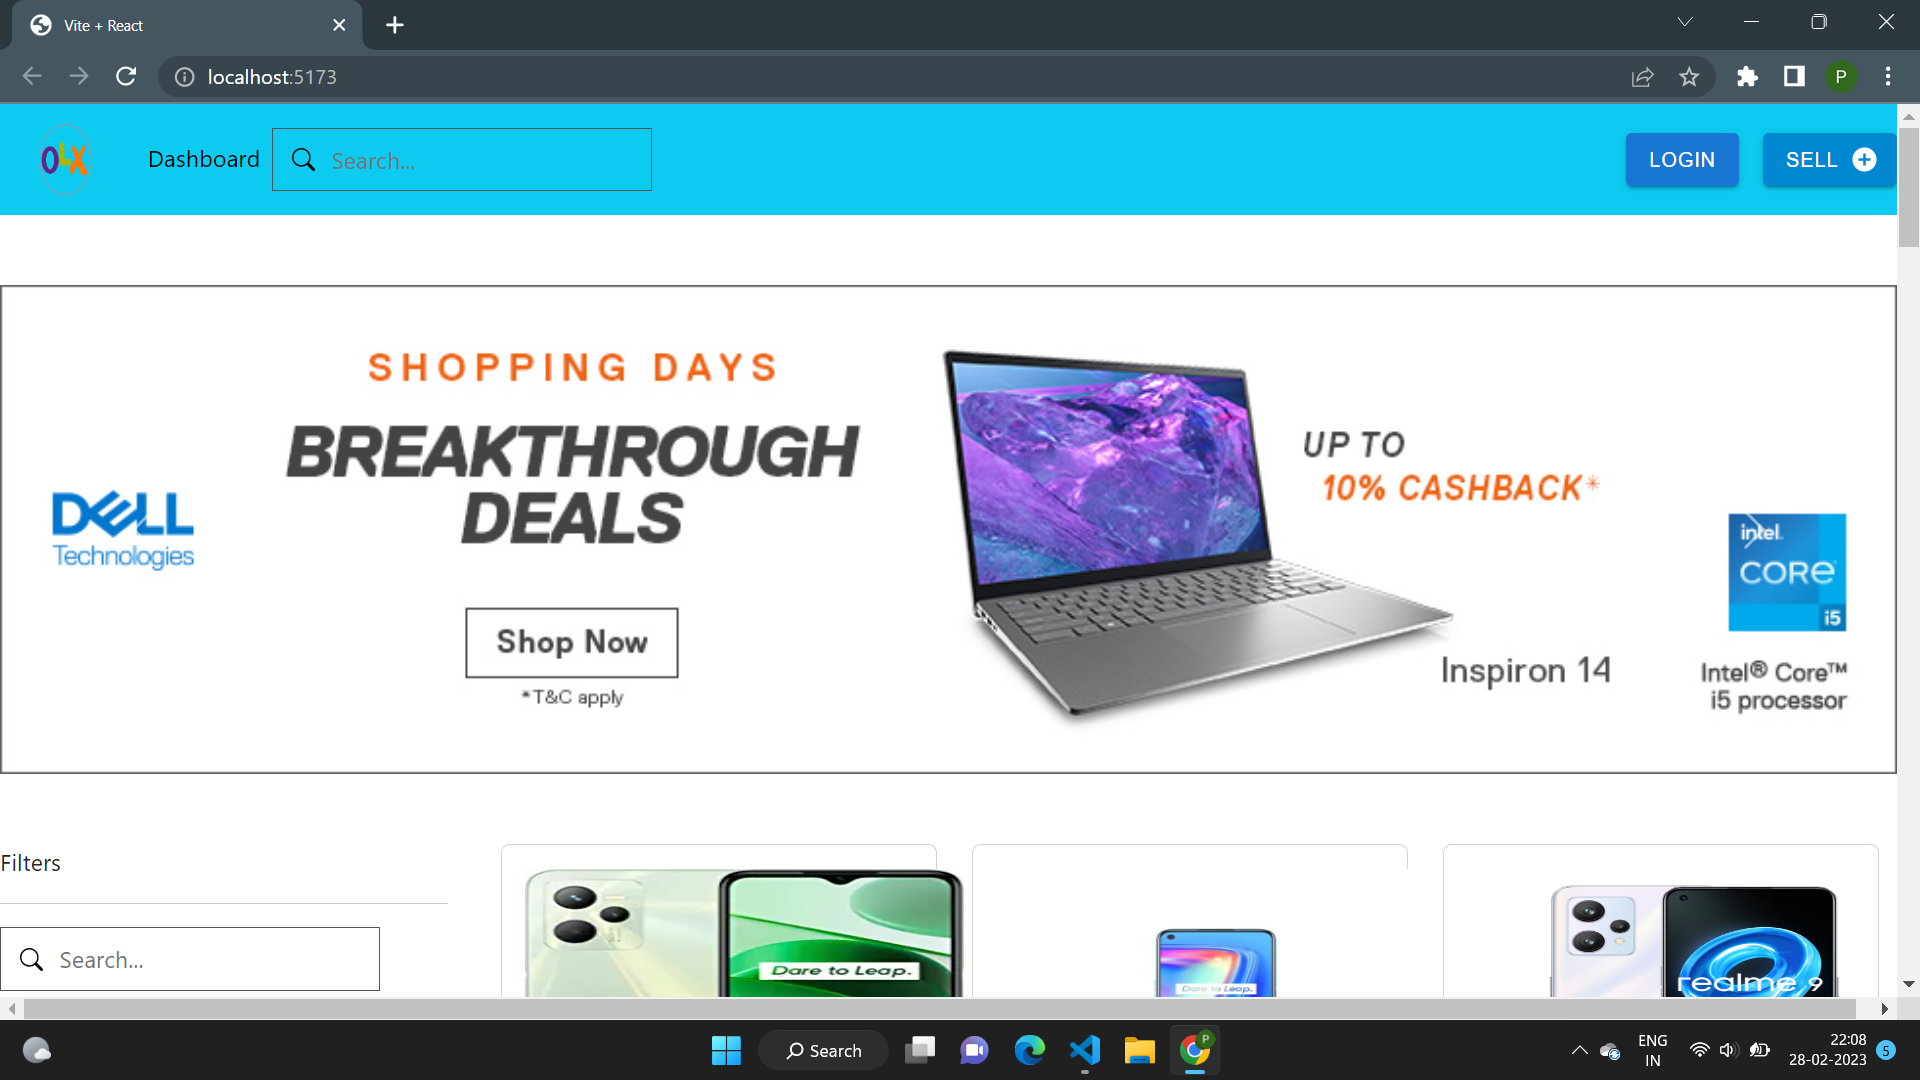 Vite + React
localhost:5173
P
OLX
Dashboard
Search...
LOGIN
SELL
SHOPPING DAYS
BREAKTHROUGH
DEALS
DELL
Technologies
Shop Now
*T&C apply
UP TO
10% CASHBACK*
Inspiron 14
intel.
CORE
i5
Intel® Core™
i5 processor
Filters
Search...
Dare to Leap.
Dare to Leap.
realme 9
Search
P
ENG
IN
22:08
28-02-2023
5